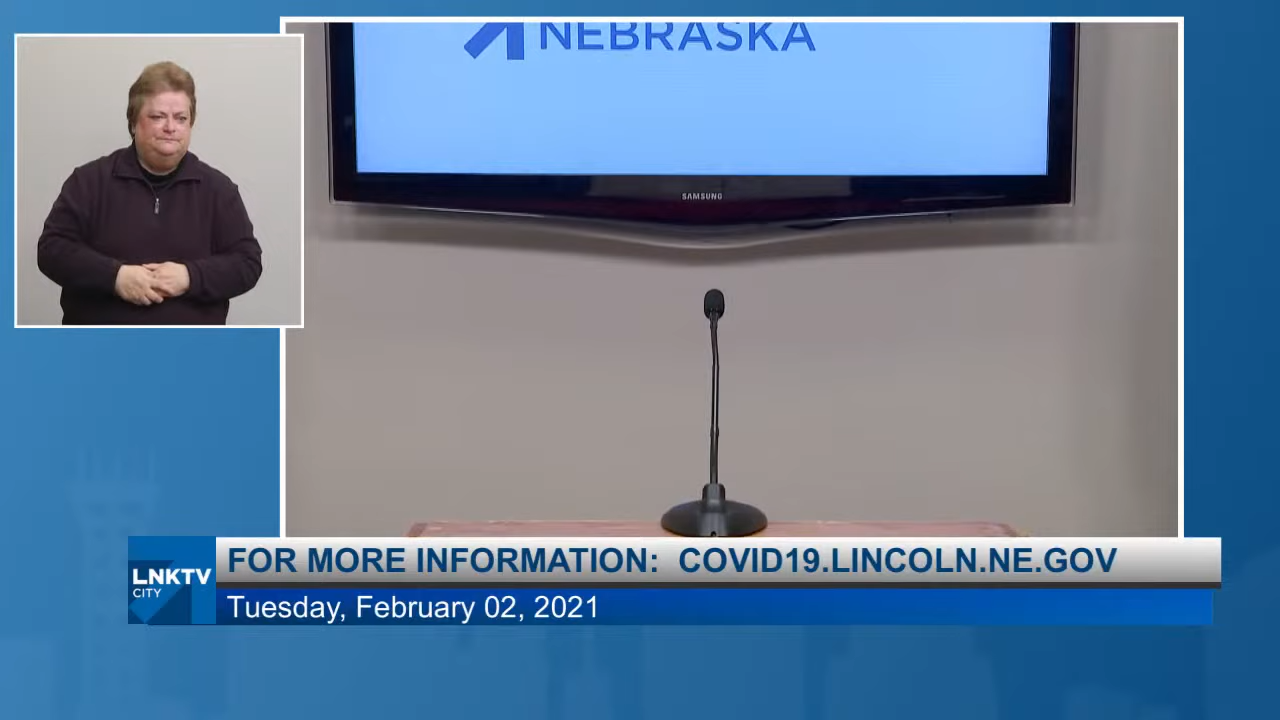 NEBRASKA
SAMSUNG
FOR MORE INFORMATION: COVID19.LINCOLN.NE.GOV
LNKTV
CITY
Tuesday, February 02, 2021